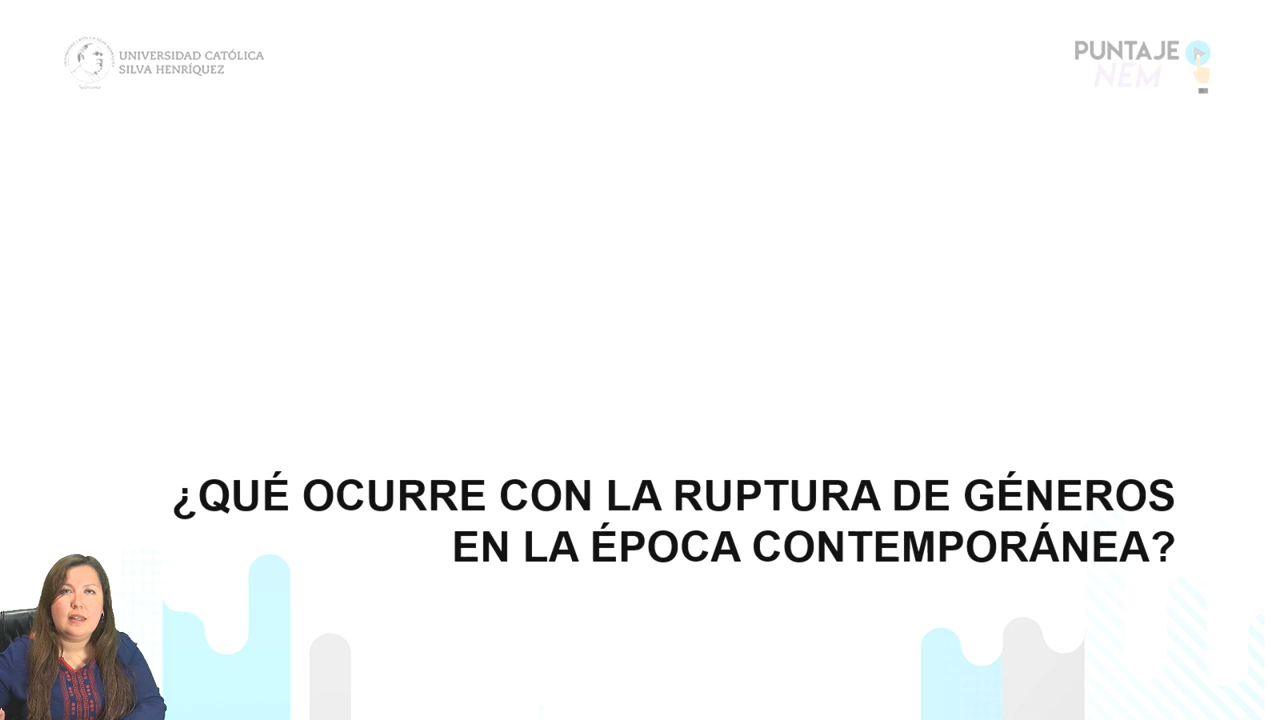 UNIVERSIDAD CATÓLICA
SILVA HENRÍQUEZ
PUNTAJE
NEM
¿QUÉ OCURRE CON LA RUPTURA DE GÉNEROS
EN LA ÉPOCA CONTEMPORÁNEA?